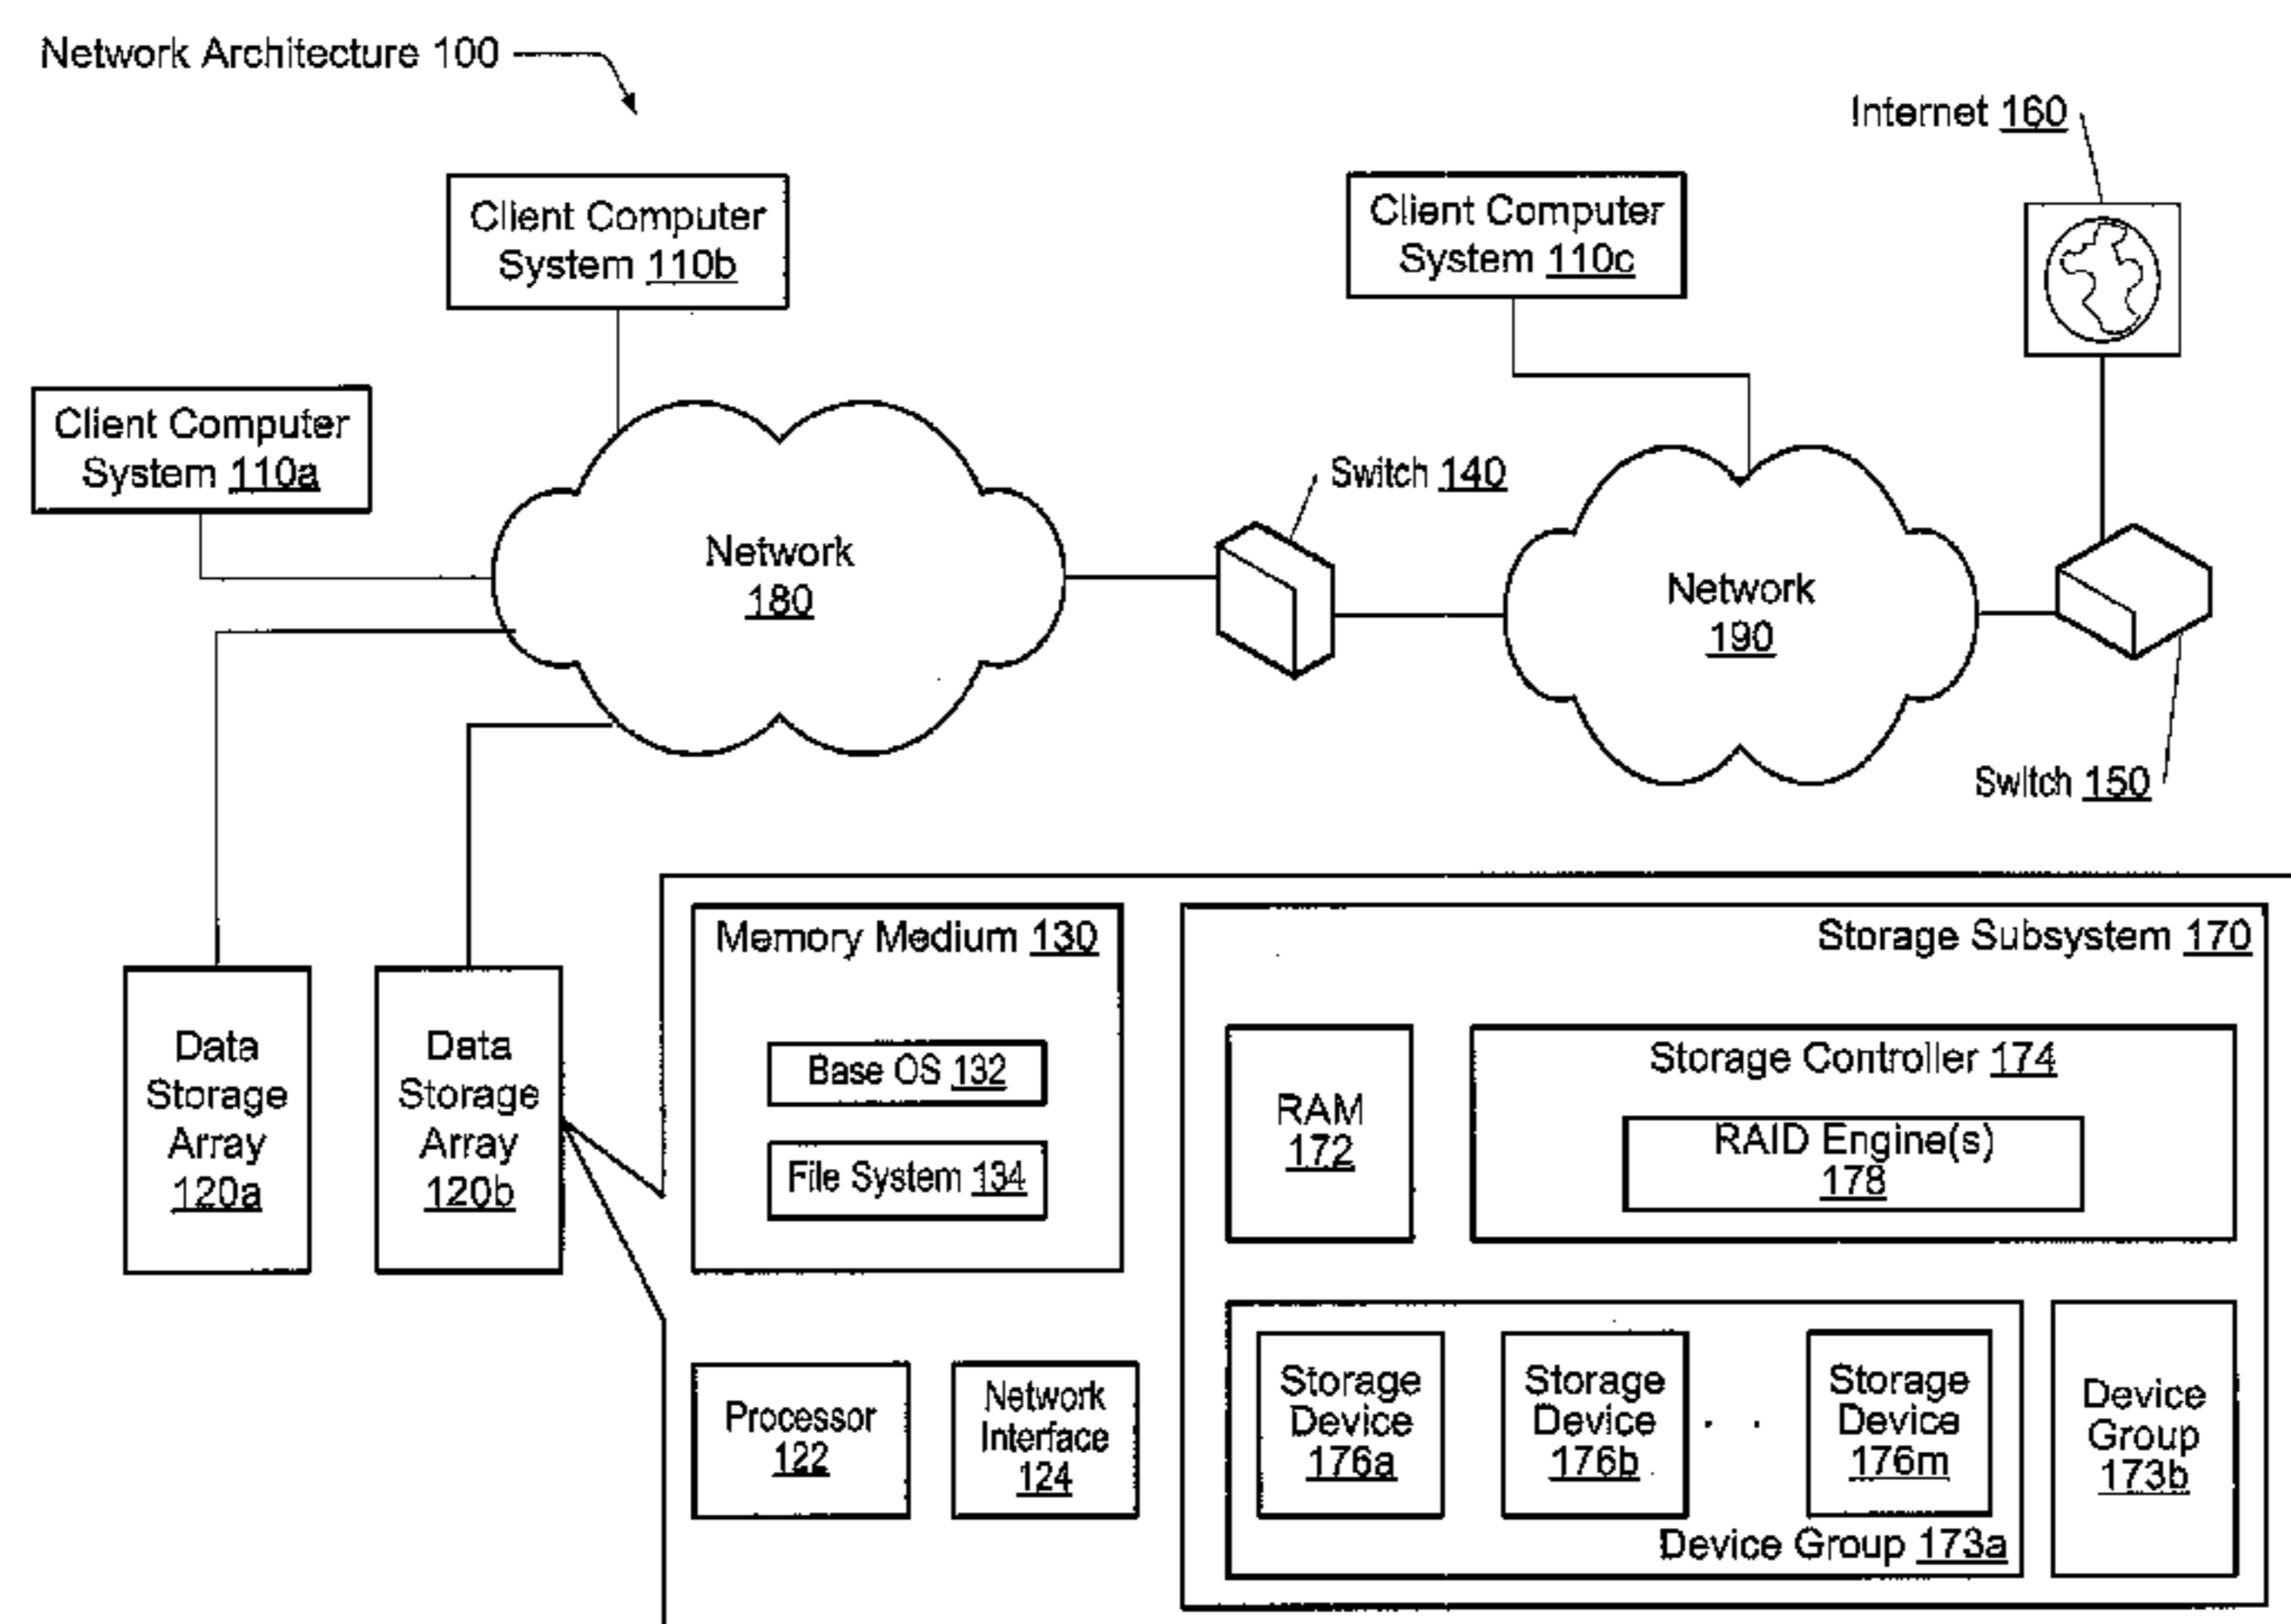 Network Architecture 100
Internet 160
Client Computer
System 110b
Client Computer
System 110c
Client Computer
System 110a
Switch 140
Network
180
Network
190
Switch 150
Memory Medium 130
Base OS 132
File System 134
Storage Subsystem 170
Data
Storage
Array
120a
Data
Storage
Array
120b
RAM
172
Storage Controller 174
RAID Engine(s)
178
Processor
122
Network
Interface
124
Storage
Device
176a
Storage
Device
176b
. .
Storage
Device
176m
Device Group 173a
Device
Group
173b